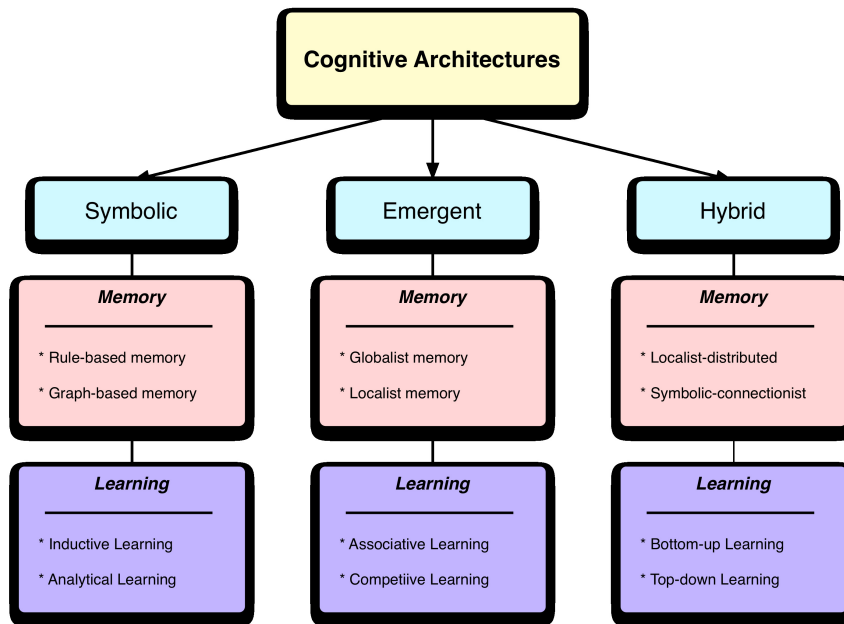 Cognitive Architectures
Symbolic
Emergent
Hybrid
Memory
* Rule-based memory
* Graph-based memory
Memory
* Globalist memory
* Localist memory
Memory
* Localist-distributed
* Symbolic-connectionist
Learning
* Inductive Learning
* Analytical Learning
Learning
* Associative Learning
* Competiive Learning
Learning
* Bottom-up Learning
* Top-down Learning